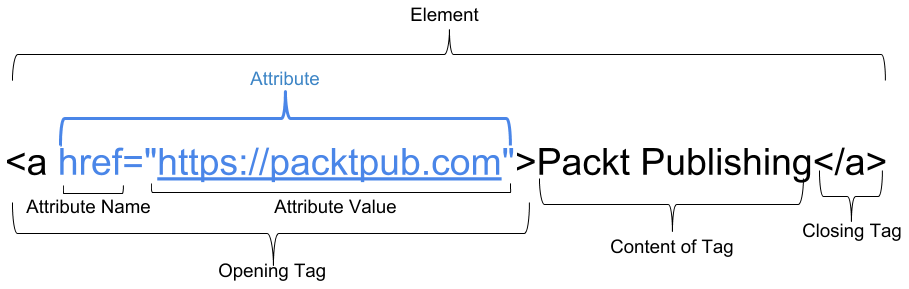 Element
Attribute
<a href="https://packtpub.com">Packt Publishing</a>
Attribute Name
Attribute Value
Closing Tag
Content of Tag
Opening Tag